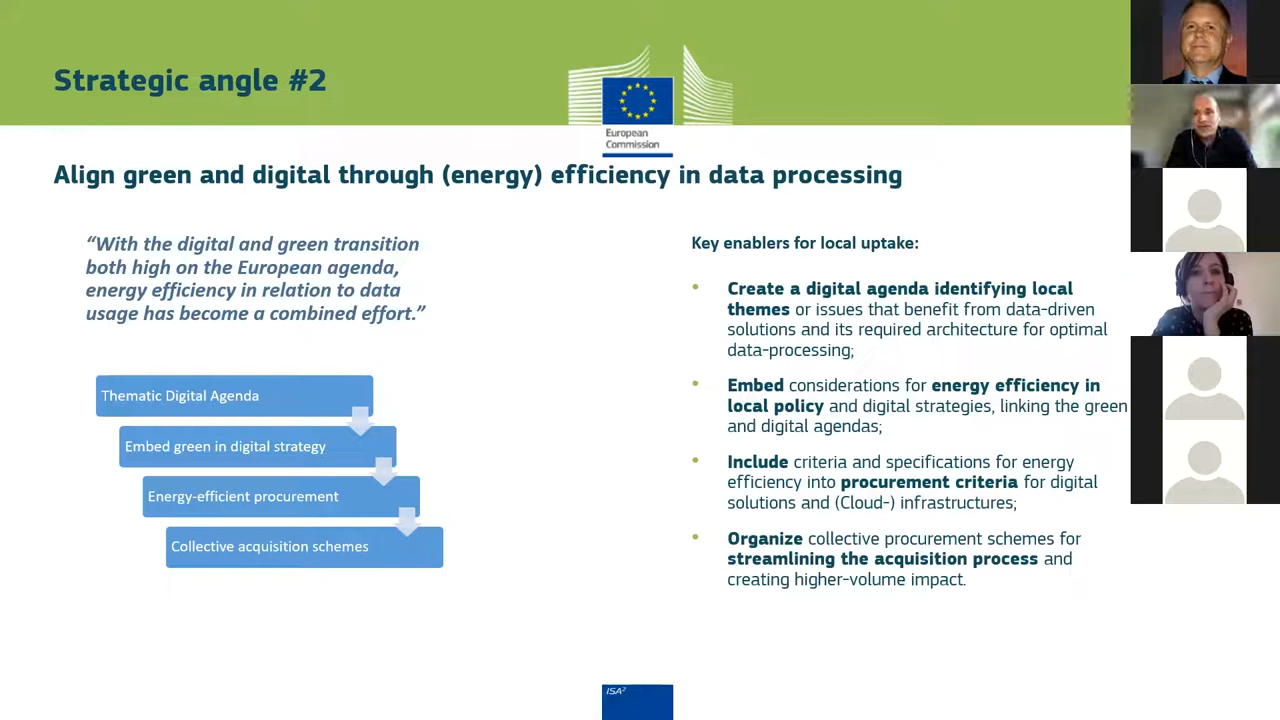 Strategic angle #2
European
Commission
Align green and digital through (energy) efficiency in data processing
“With the digital and green transition
both high on the European agenda,
energy efficiency in relation to data
usage has become a combined effort.”
Thematic Digital Agenda
Embed green in digital strategy
Energy-efficient procurement
Collective acquisition schemes
Key enablers for local uptake:
• Create a digital agenda identifying local
themes or issues that benefit from data-driven
solutions and its required architecture for optimal
data-processing;
• Embed considerations for energy efficiency in
local policy and digital strategies, linking the green
and digital agendas;
• Include criteria and specifications for energy
efficiency into procurement criteria for digital
solutions and (Cloud-) infrastructures;
• Organize collective procurement schemes for
streamlining the acquisition process and
creating higher-volume impact.
ISA²